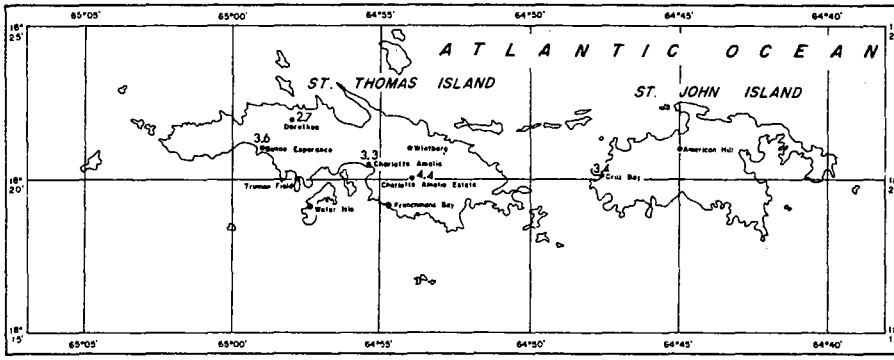 65°05' 65°00' 64°55' 64°50' 64°45' 64°40'
18° 25'
ATLANTIC OCEAN
ST. THOMAS ISLAND
ST. JOHN ISLAND
2.7
Dorothea
3.6
Bonne Esperance
Wintberg
American Hill
3.3
Charlotte Amalie
4.4
3.4
Cruz Bay
18° 20'
Truman Field
Charlotte Amalie Estate
Water Isle
Frenchmans Bay
18° 15'
65°05' 65°00' 64°55' 64°50' 64°45' 64°40'